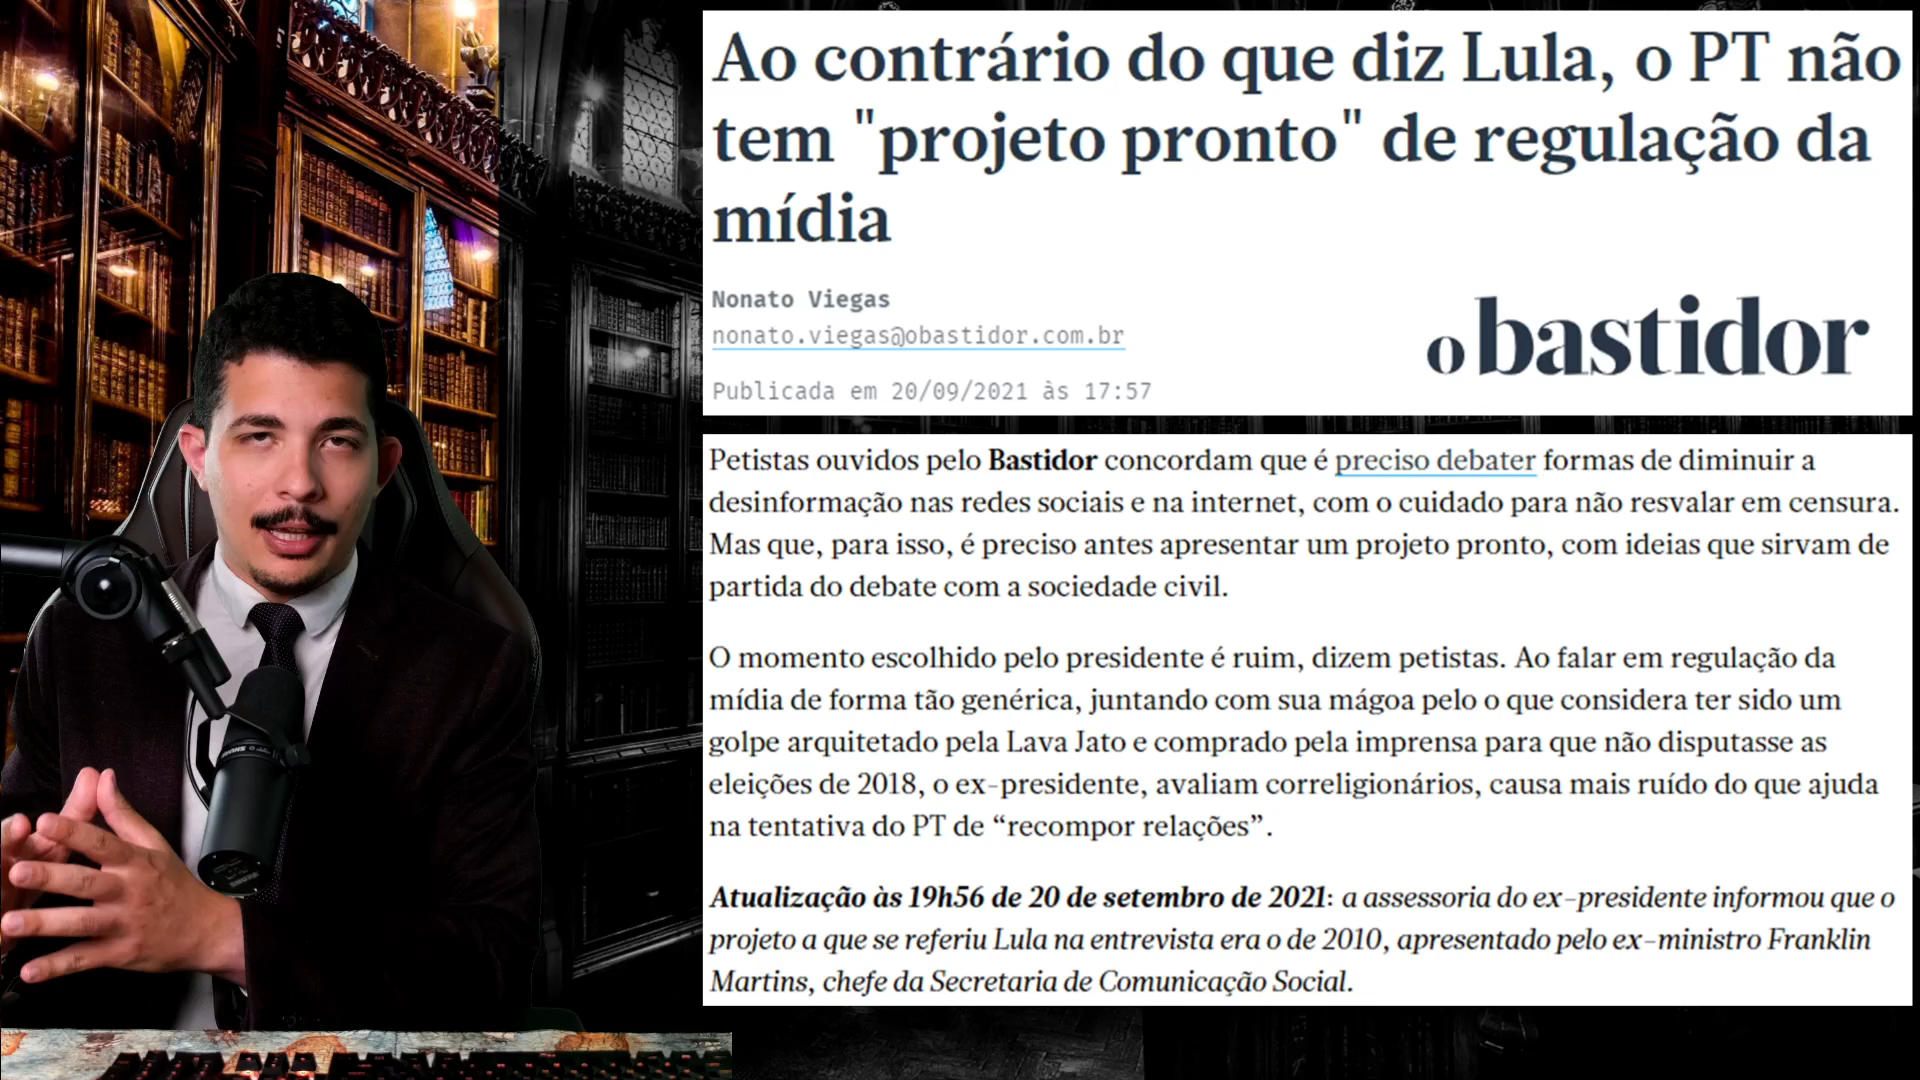 Ao contrário do que diz Lula, o PT não
tem "projeto pronto" de regulação da
mídia
Nonato Viegas
nonato.viegas@obastidor.com.br
Publicada em 20/09/2021 às 17:57
o bastidor
Petistas ouvidos pelo Bastidor concordam que é preciso debater formas de diminuir a
desinformação nas redes sociais e na internet, com o cuidado para não resvalar em censura.
Mas que, para isso, é preciso antes apresentar um projeto pronto, com ideias que sirvam de
partida do debate com a sociedade civil.
O momento escolhido pelo presidente é ruim, dizem petistas. Ao falar em regulação da
mídia de forma tão genérica, juntando com sua mágoa pelo o que considera ter sido um
golpe arquitetado pela Lava Jato e comprado pela imprensa para que não disputasse as
eleições de 2018, o ex-presidente, avaliam correligionários, causa mais ruído do que ajuda
na tentativa do PT de “recompor relações”.
Atualização às 19h56 de 20 de setembro de 2021: a assessoria do ex-presidente informou que o
projeto a que se referiu Lula na entrevista era o de 2010, apresentado pelo ex-ministro Franklin
Martins, chefe da Secretaria de Comunicação Social.